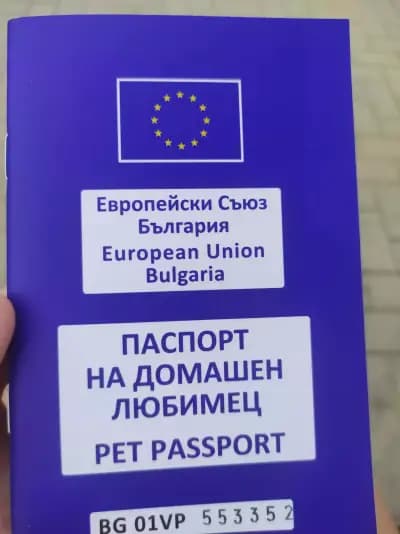 Европейски Съюз
България
European Union
Bulgaria
ПАСПОРТ
НА ДОМАШЕН
ЛЮБИМЕЦ
PET PASSPORT
BG 01VP 553352